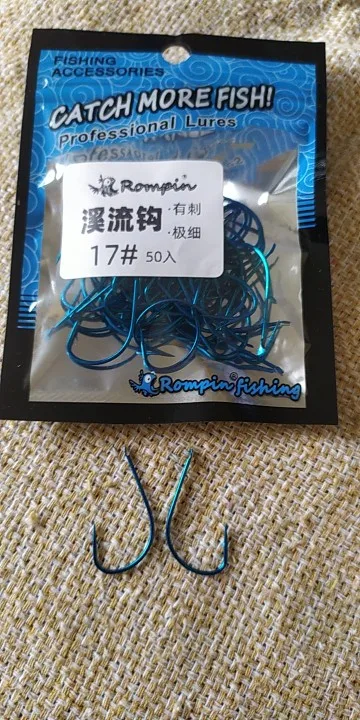 FISHING
ACCESSORIES
CATCH MORE FISH!
Professional Lures
Rompin
溪流钩
·有刺
·极细
17# 50入
Rompin® fishing